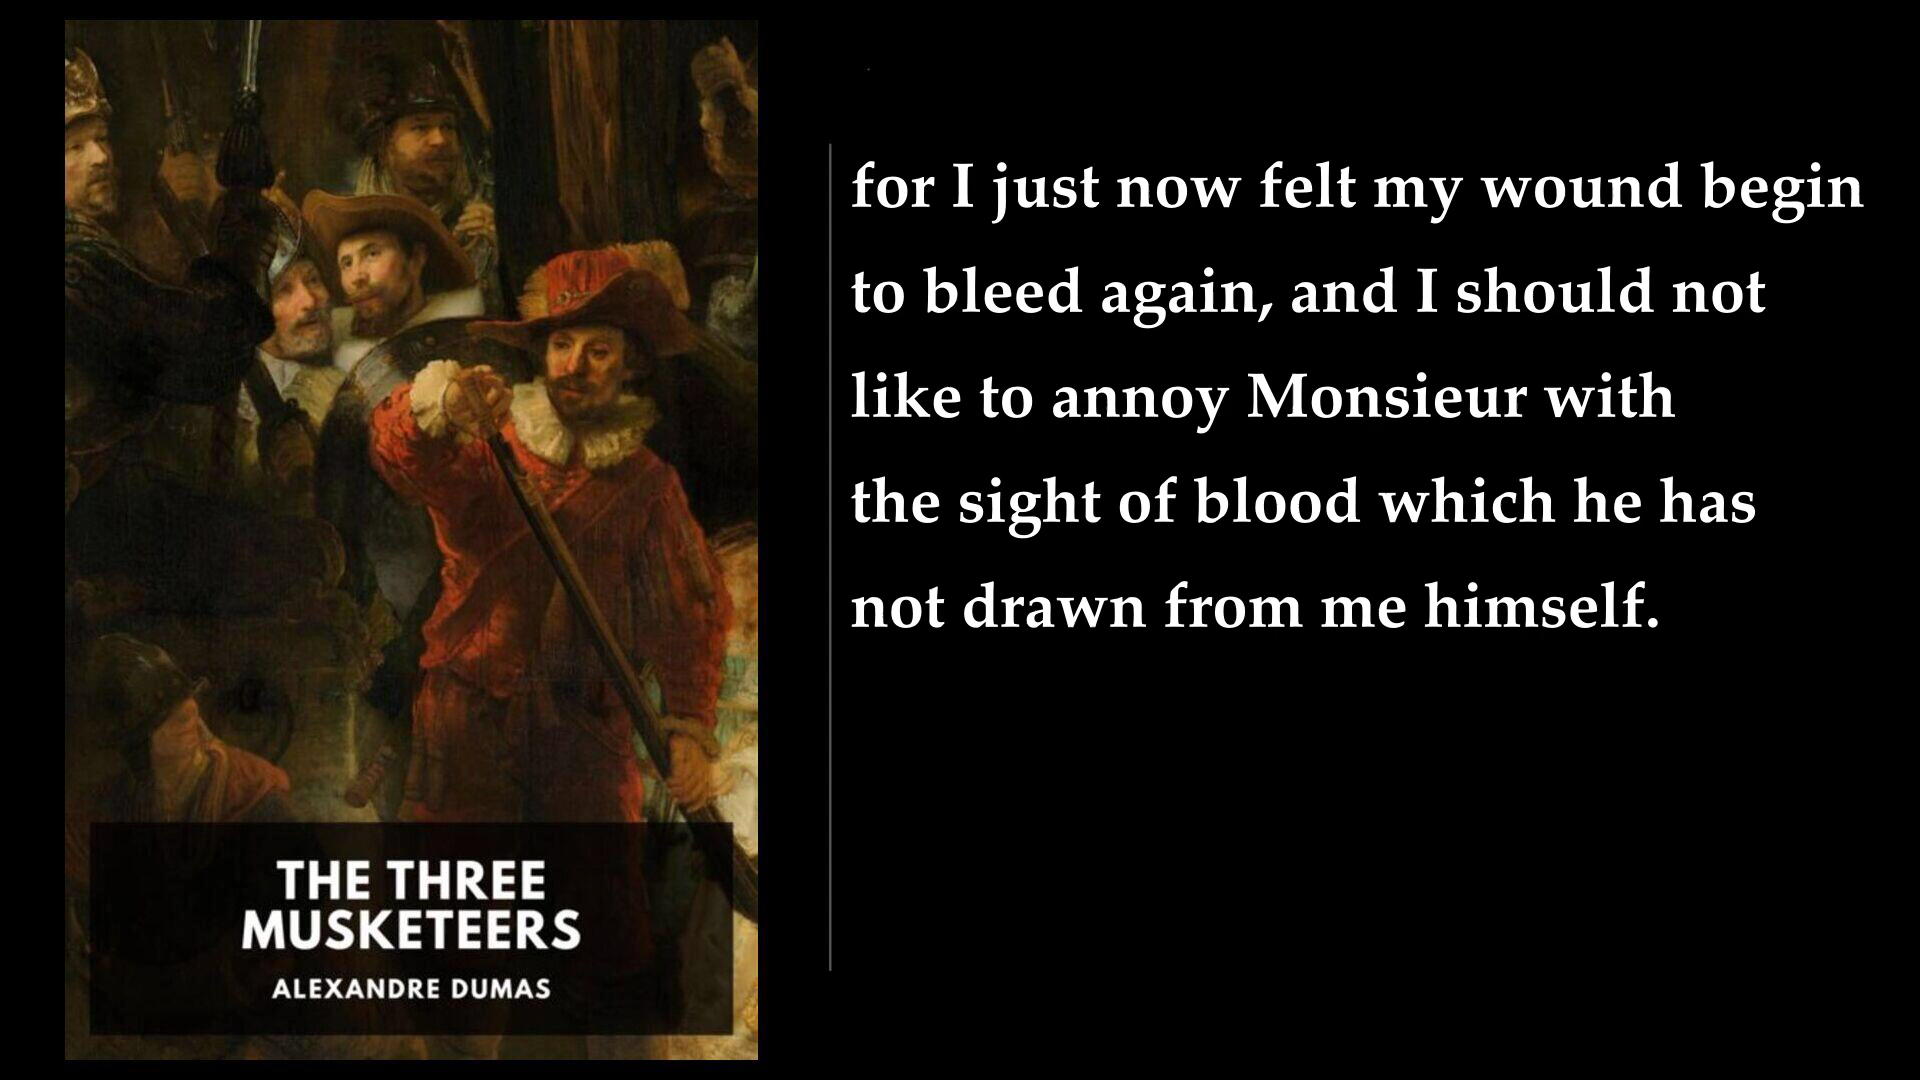 THE THREE
MUSKETEERS
ALEXANDRE DUMAS
for I just now felt my wound begin
to bleed again, and I should not
like to annoy Monsieur with
the sight of blood which he has
not drawn from me himself.